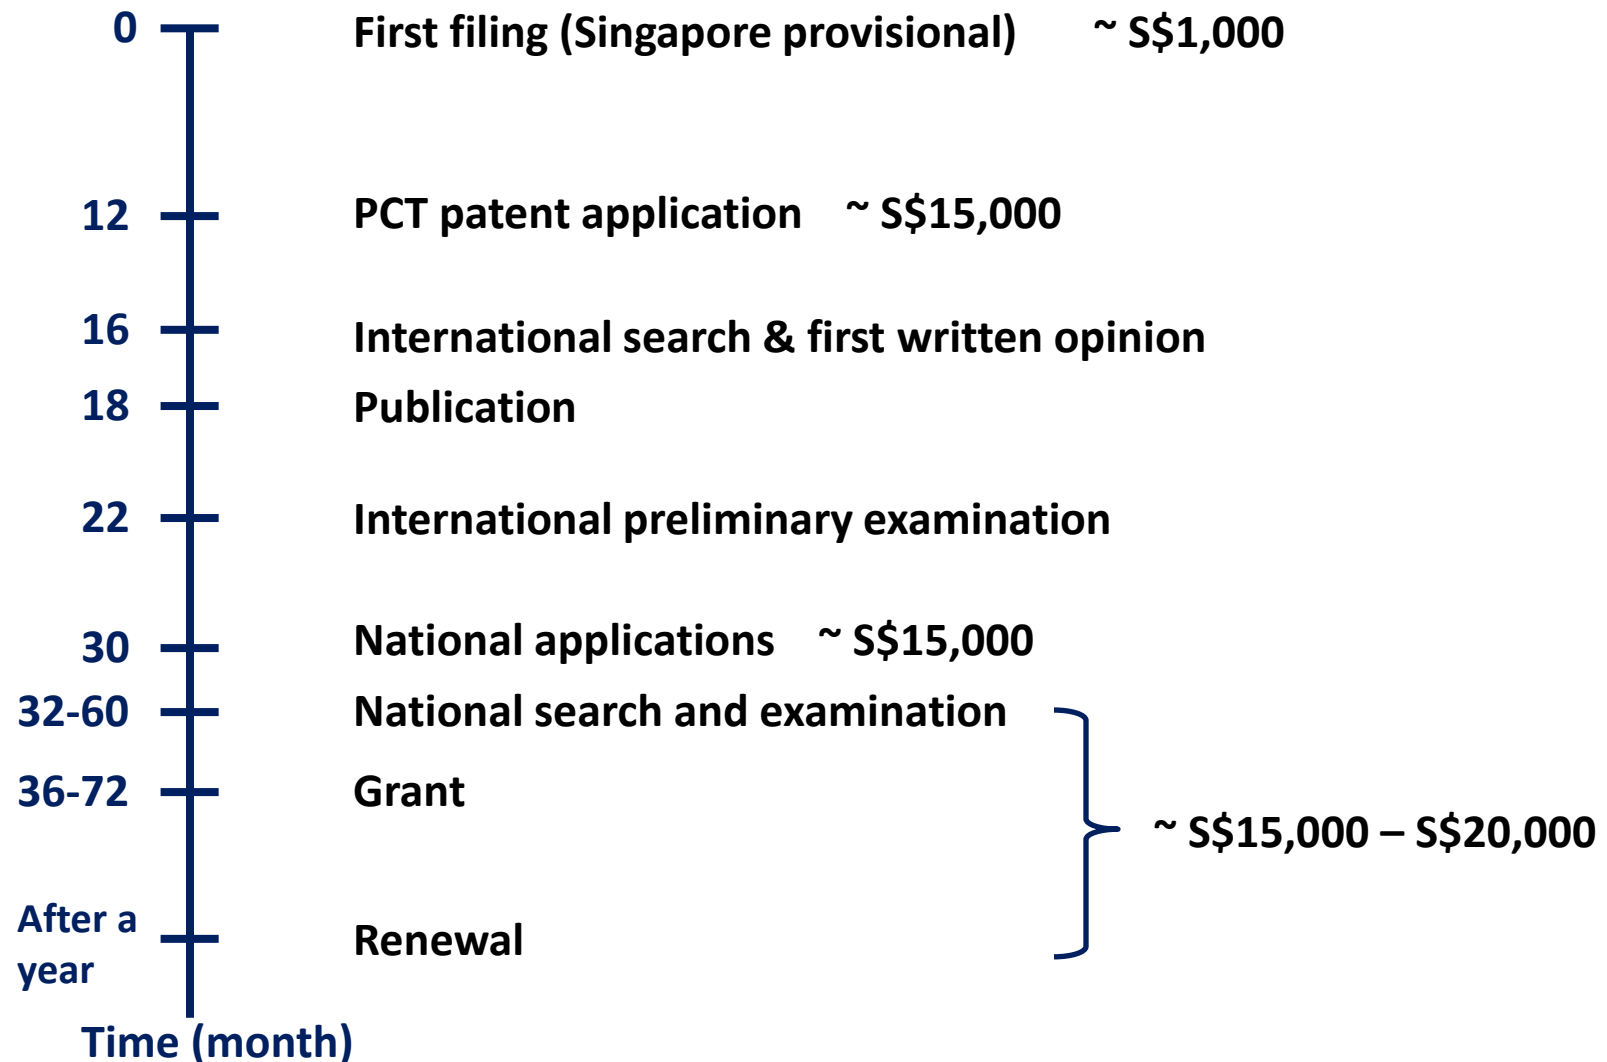 0 First filing (Singapore provisional) ~ S$1,000
12 PCT patent application ~ S$15,000
16 International search & first written opinion
18 Publication
22 International preliminary examination
30 National applications ~ S$15,000
32-60 National search and examination
36-72 Grant
~ S$15,000 – S$20,000
After a
year
Renewal
Time (month)